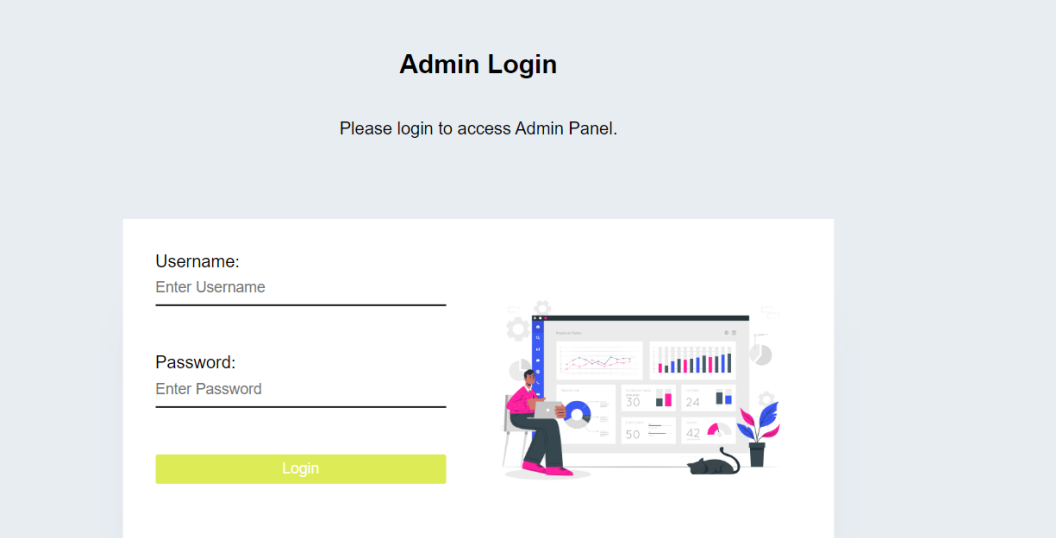 Admin Login
Please login to access Admin Panel.
Username:
Enter Username
Password:
Enter Password
Login
30
24
50
42